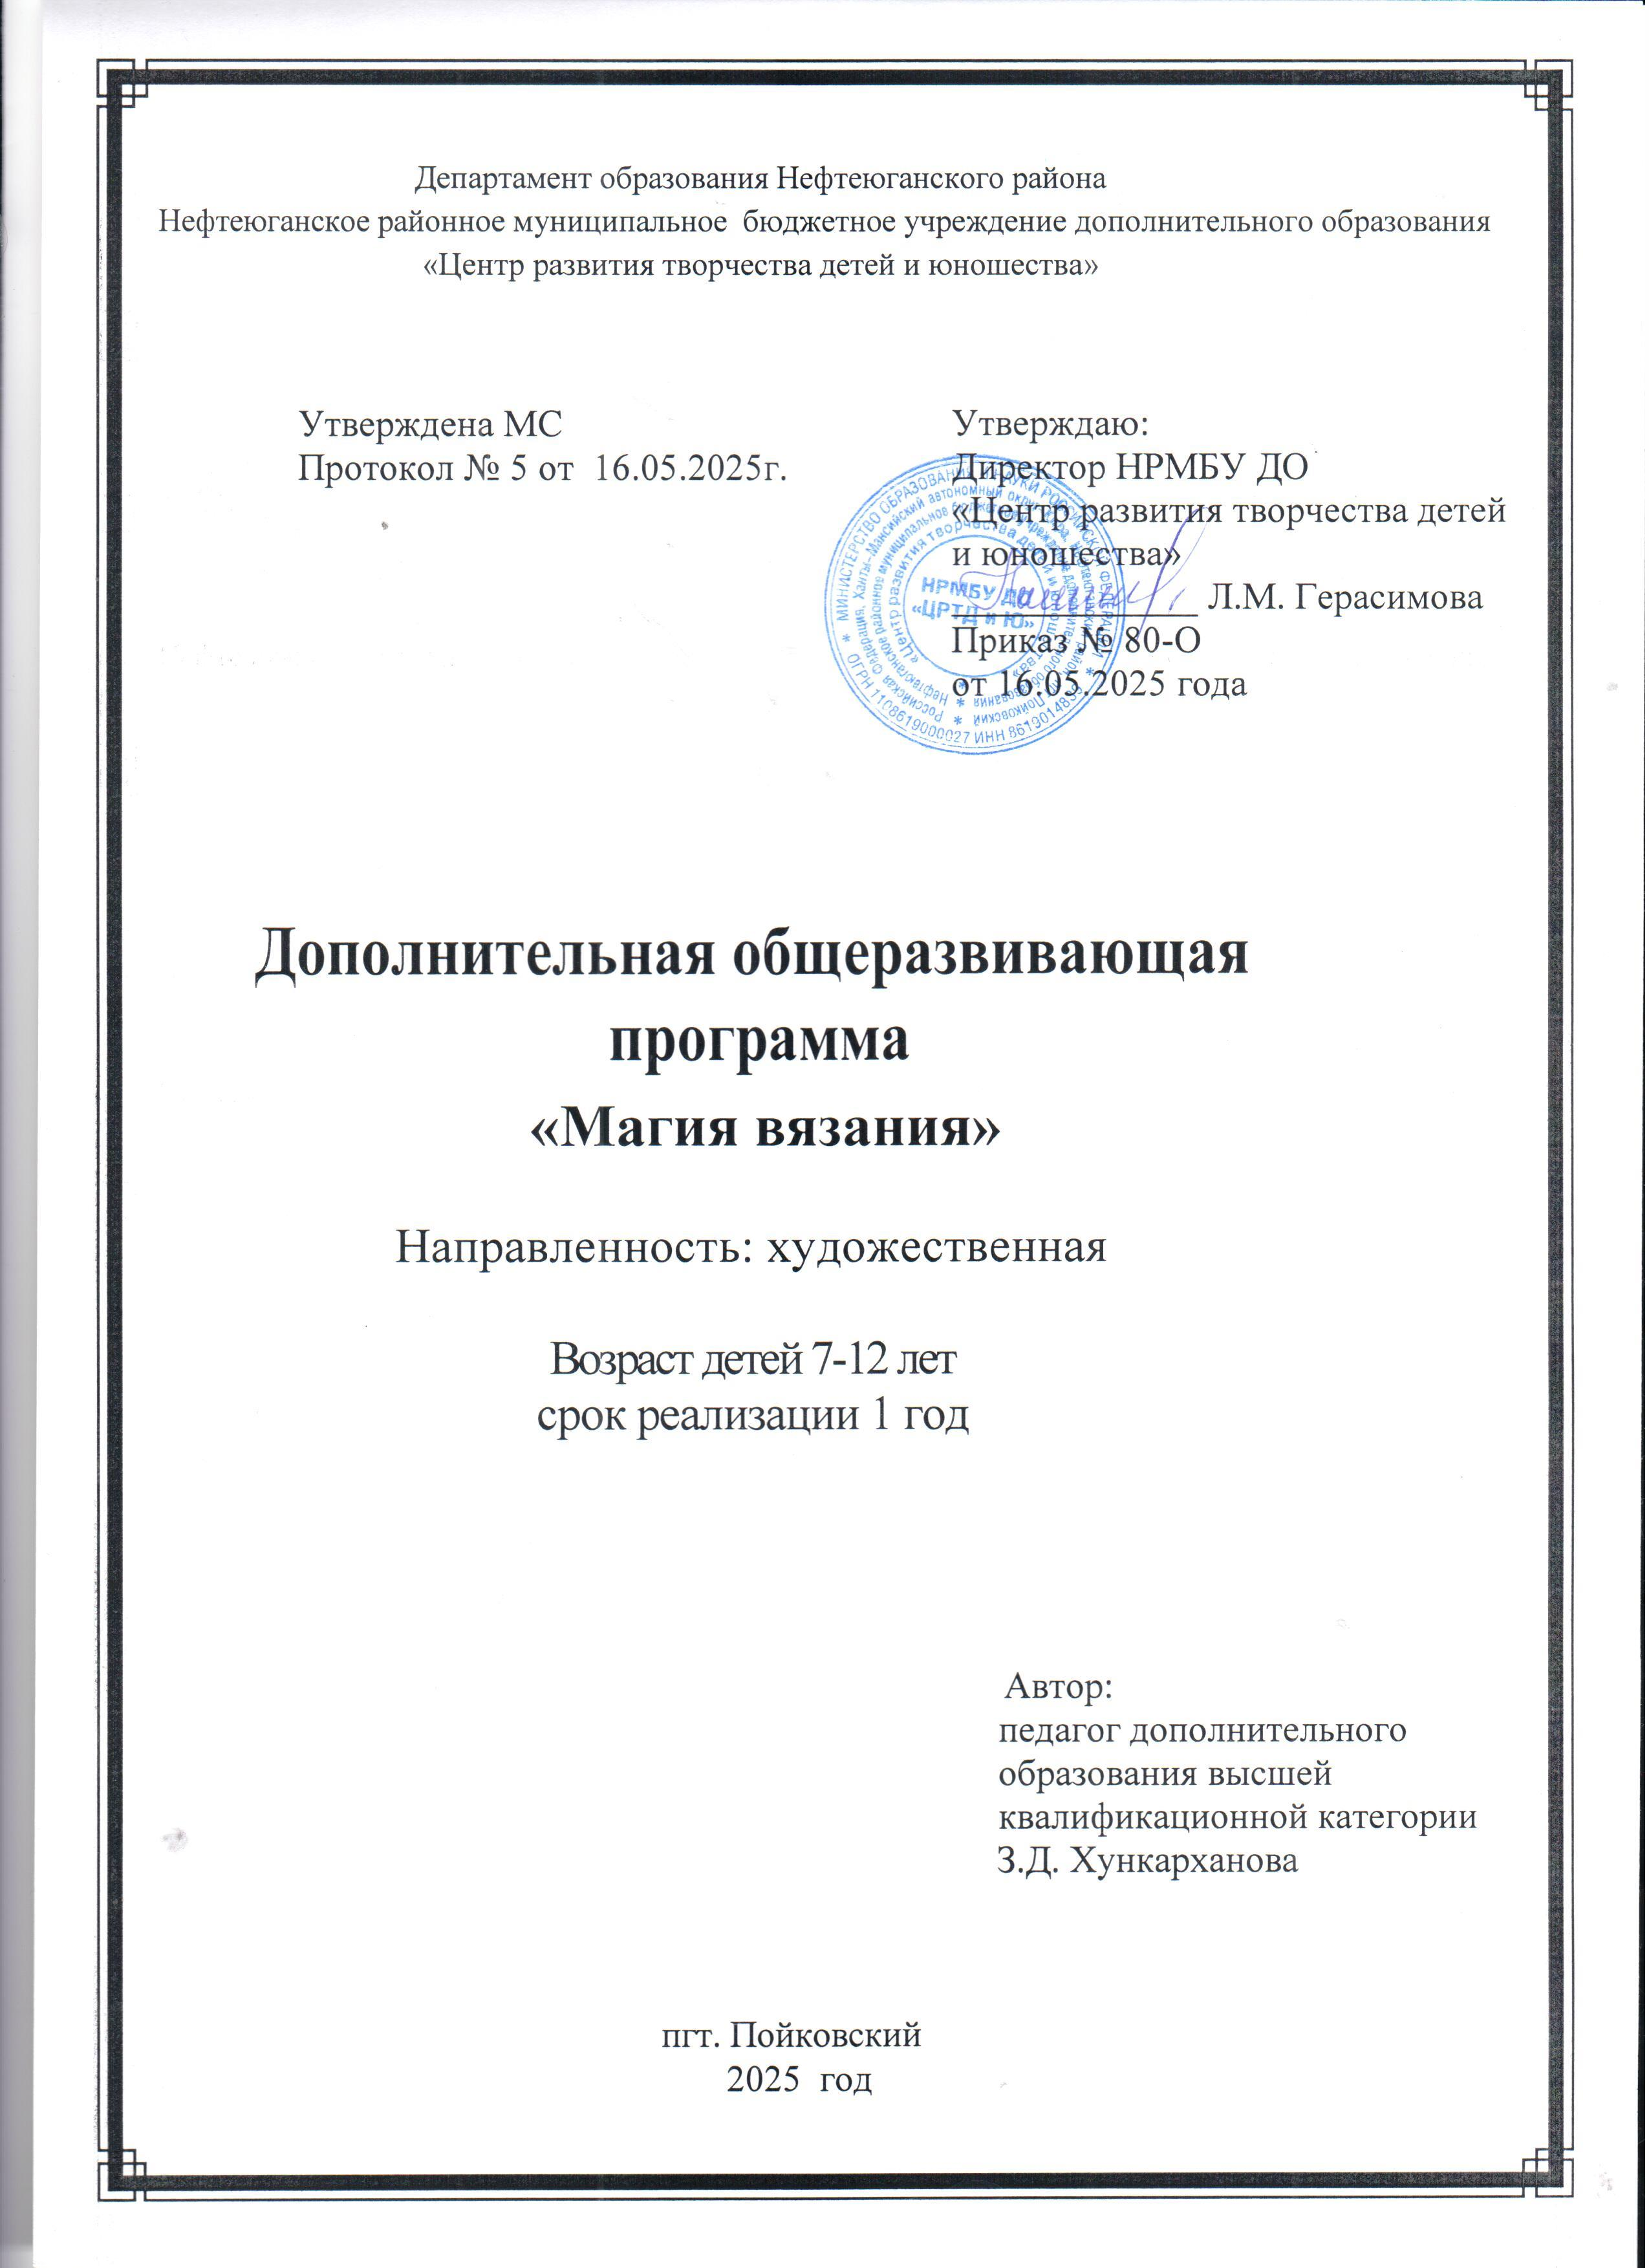 Департамент образования Нефтеюганского района
Нефтеюганское районное муниципальное бюджетное учреждение дополнительного образования
«Центр развития творчества детей и юношества»
Утверждена МС
Протокол № 5 от 16.05.2025г.
Утверждаю:
Директор НРМБУ ДО
«Центр развития творчества детей
и юношества»
Л.М. Герасимова
Приказ № 80-О
от 16.05.2025 года
НРМБУ ДО
«ЦРТД и Ю»
Дополнительная общеразвивающая
программа
«Магия вязания»
Направленность: художественная
Возраст детей 7-12 лет
срок реализации 1 год
Автор:
педагог дополнительного
образования высшей
квалификационной категории
З.Д. Хункарханова
пгт. Пойковский
2025 год